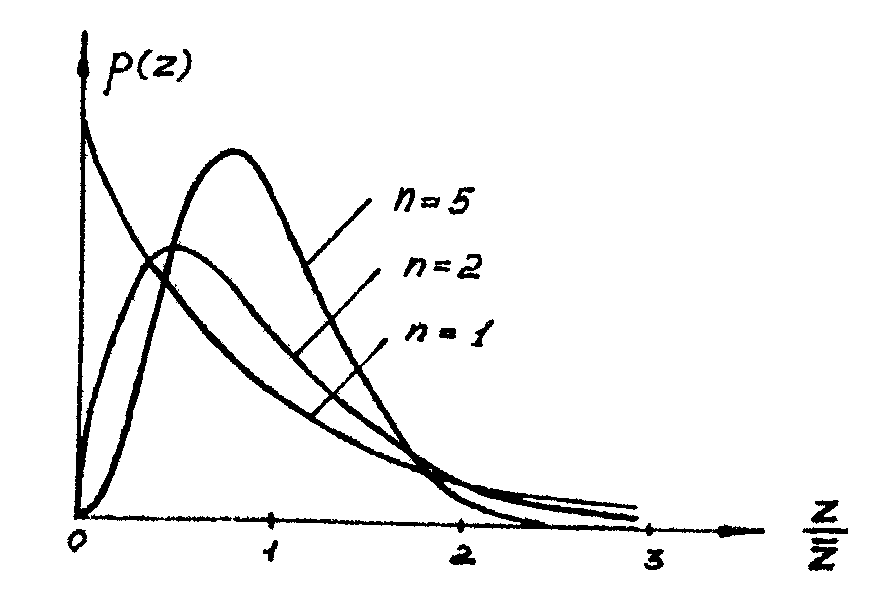 p(z)
n = 5
n = 2
n = 1
0 1 2 3
z
z̄